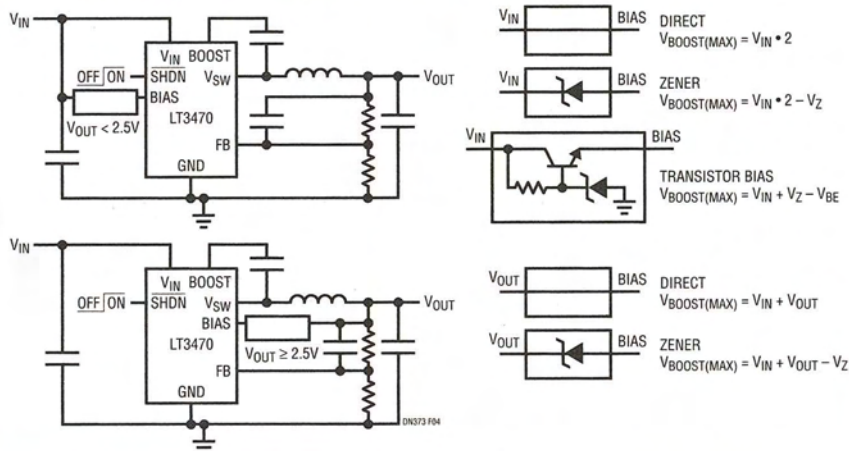 VIN
VIN BOOST
OFF ON
SHDN
VSW
VOUT
BIAS
VOUT < 2.5V
LT3470
FB
GND
VIN
BIAS
DIRECT
VBOOST(MAX) = VIN • 2
VIN
BIAS
ZENER
VBOOST(MAX) = VIN • 2 – VZ
VIN
BIAS
TRANSISTOR BIAS
VBOOST(MAX) = VIN + VZ – VBE
VIN
VIN BOOST
OFF ON
SHDN
VSW
VOUT
BIAS
LT3470
VOUT ≥ 2.5V
FB
GND
DN373 F04
VOUT
BIAS
DIRECT
VBOOST(MAX) = VIN + VOUT
VOUT
BIAS
ZENER
VBOOST(MAX) = VIN + VOUT – VZ